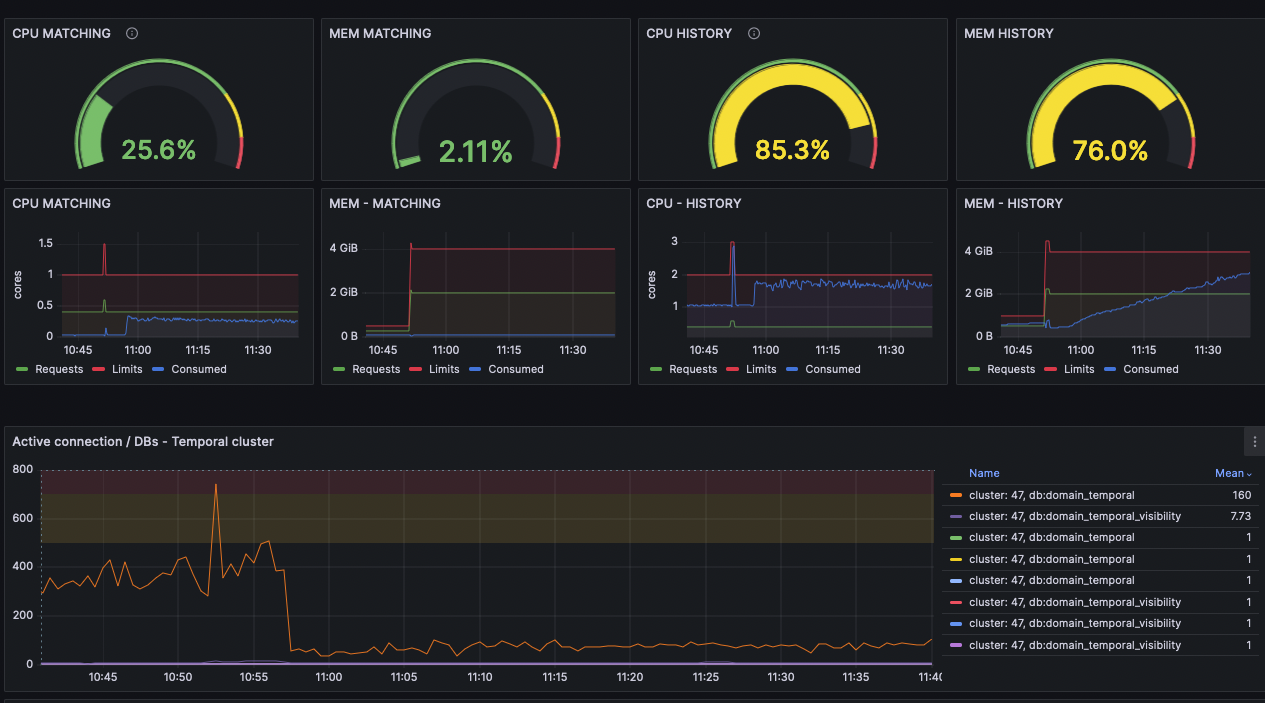 CPU MATCHING
MEM MATCHING
CPU HISTORY
MEM HISTORY
25.6%
2.11%
85.3%
76.0%
CPU MATCHING
cores
1.5
1
0.5
0
10:45 11:00 11:15 11:30
Requests Limits Consumed
MEM - MATCHING
4 GiB
2 GiB
0 B
10:45 11:00 11:15 11:30
Requests Limits Consumed
CPU - HISTORY
cores
3
2
1
10:45 11:00 11:15 11:30
Requests Limits Consumed
MEM - HISTORY
4 GiB
2 GiB
0 B
10:45 11:00 11:15 11:30
Requests Limits Consumed
Active connection / DBs - Temporal cluster
800
600
400
200
0
10:45 10:50 10:55 11:00 11:05 11:10 11:15 11:20 11:25 11:30 11:35 11:40
Name Mean
cluster: 47, db:domain_temporal 160
cluster: 47, db:domain_temporal_visibility 7.73
cluster: 47, db:domain_temporal 1
cluster: 47, db:domain_temporal 1
cluster: 47, db:domain_temporal 1
cluster: 47, db:domain_temporal_visibility 1
cluster: 47, db:domain_temporal_visibility 1
cluster: 47, db:domain_temporal_visibility 1